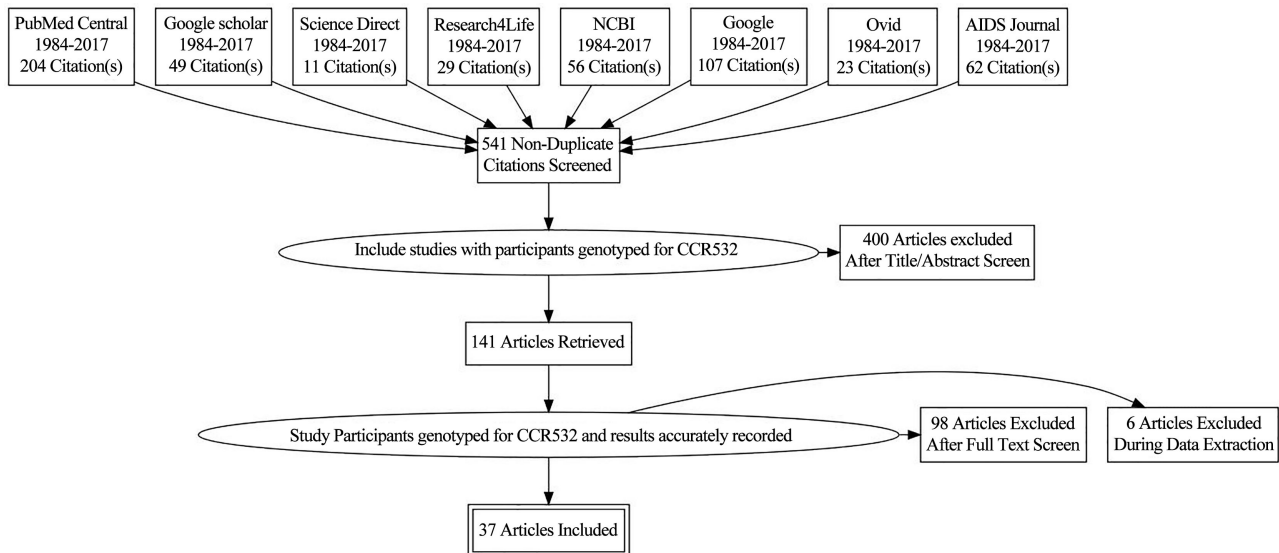 PubMed Central
1984-2017
204 Citation(s)
Google scholar
1984-2017
49 Citation(s)
Science Direct
1984-2017
11 Citation(s)
Research4Life
1984-2017
29 Citation(s)
NCBI
1984-2017
56 Citation(s)
Google
1984-2017
107 Citation(s)
Ovid
1984-2017
23 Citation(s)
AIDS Journal
1984-2017
62 Citation(s)
541 Non-Duplicate
Citations Screened
Include studies with participants genotyped for CCR532
400 Articles excluded
After Title/Abstract Screen
141 Articles Retrieved
Study Participants genotyped for CCR532 and results accurately recorded
98 Articles Excluded
After Full Text Screen
6 Articles Excluded
During Data Extraction
37 Articles Included